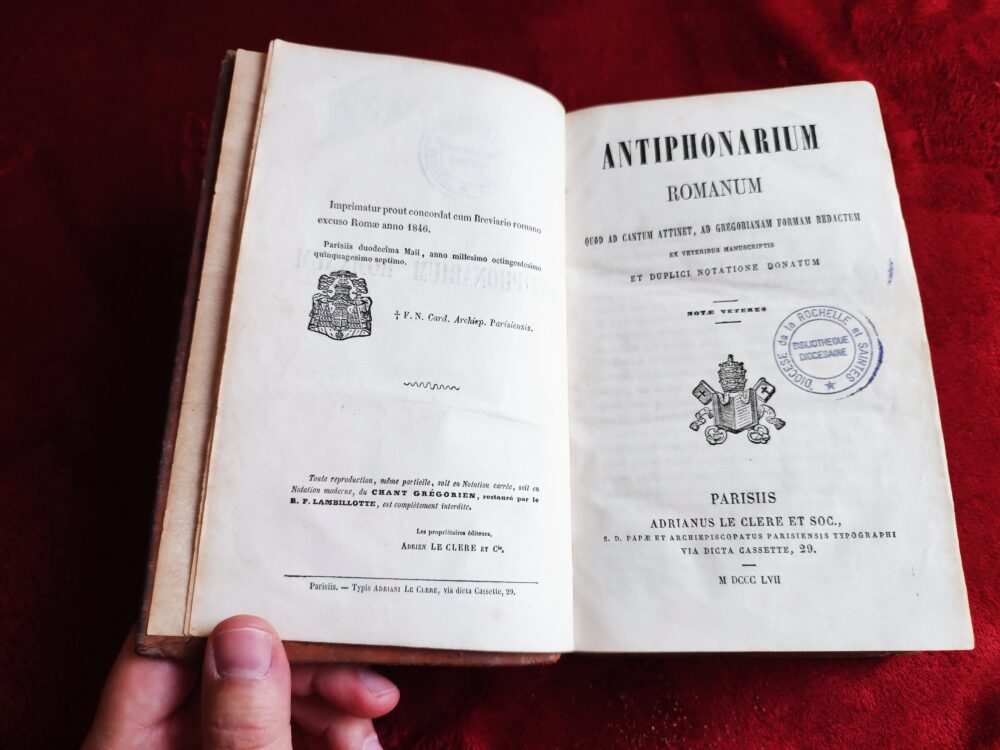 Imprimatur prout concordat cum Breviario romano
excuso Romæ anno 1846.
Parisiis duodecima Maii, anno millesimo octingentesimo
quinquagesimo septimo.
† F. N. Card. Archiep. Parisiensis.
Toute reproduction, même partielle, soit en Notation carrée, soit en
Notation moderne, du CHANT GRÉGORIEN, restauré par le
R. P. LAMBILLOTTE, est complètement interdite.
Les propriétaires éditeurs,
ADRIEN LE CLERE ET Cie.
Parisiis. — Typis ADRIANI LE CLERE, via dicta Cassette, 29.
ANTIPHONARIUM
ROMANUM
QUOD AD CANTUM ATTINET, AD GREGORIANAM FORMAM REDACTUM
EX VETERIBUS MANUSCRIPTIS
ET DUPLICI NOTATIONE DONATUM
NOTÆ VETERES
DIOCÈSE de la ROCHELLE et SAINTES
BIBLIOTHEQUE
DIOCESAINE
PARISIIS
ADRIANUS LE CLERE ET SOC.,
S. D. PAPÆ ET ARCHIEPISCOPATUS PARISIENSIS TYPOGRAPHI
VIA DICTA CASSETTE, 29.
M DCCC LVII